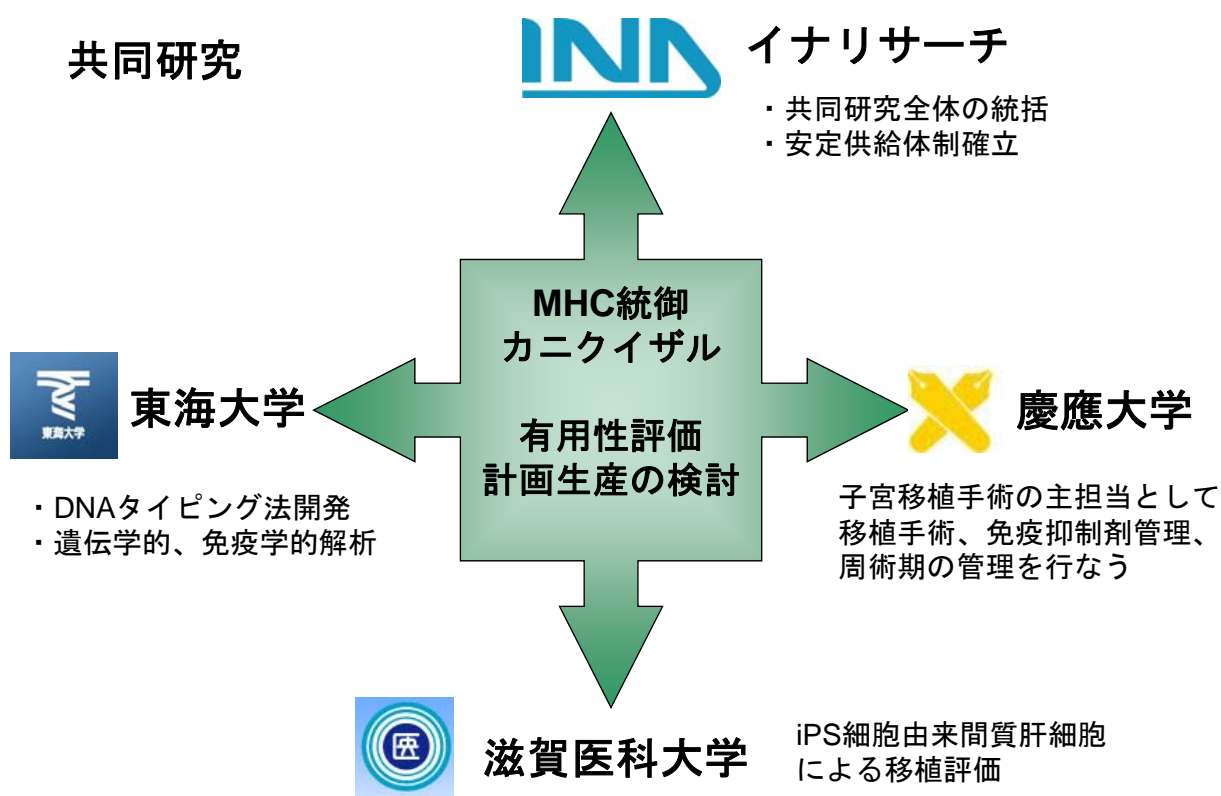 共同研究
INA
イナリサーチ
・共同研究全体の統括
・安定供給体制確立
MHC統御
カニクイザル
有用性評価
計画生産の検討
東海大学
東海大学
・DNAタイピング法開発
・遺伝学的、免疫学的解析
慶應大学
子宮移植手術の主担当として
移植手術、免疫抑制剤管理、
周術期の管理を行なう
医
滋賀医科大学
iPS細胞由来間質肝細胞
による移植評価